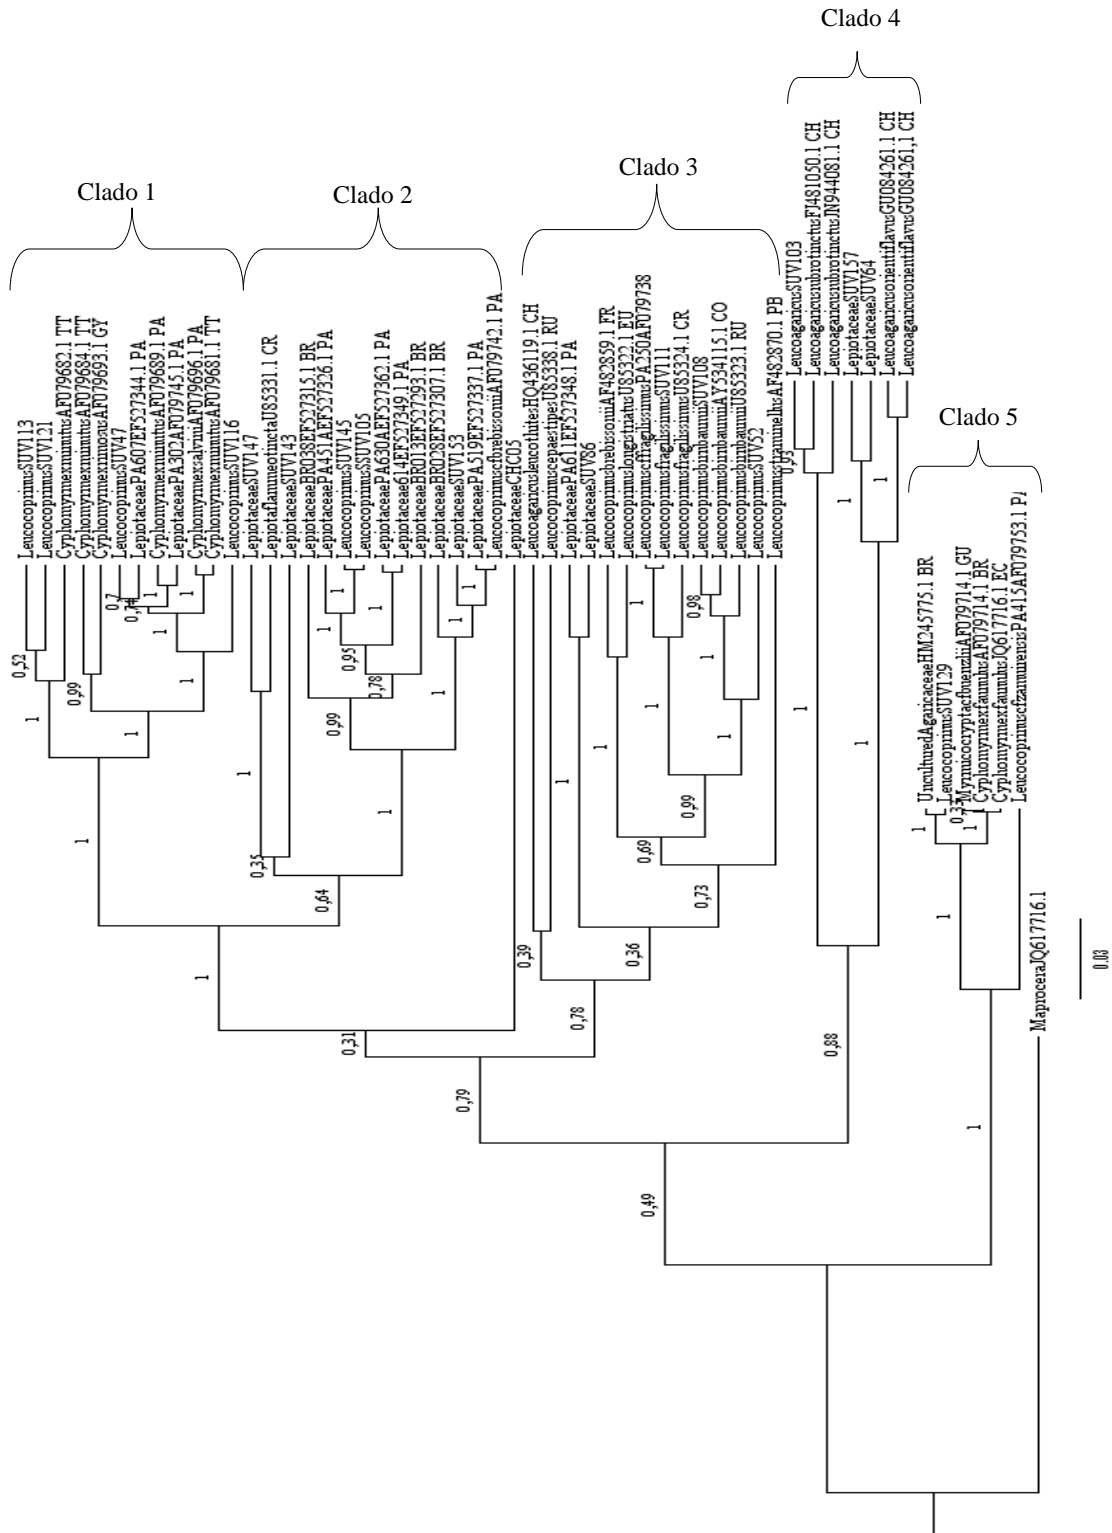 Clado 1
Clado 2
Clado 3
Clado 4
Clado 5
LeucocoprinusSUV113
LeucocoprinusSUV121
CyphomyrmexminutusAF079682.1 TT
CyphomyrmexminutusAF079684.1 TT
CyphomyrmexrimosusAF079693.1 GY
LeucocoprinusSUV47
LepiotaceaePA607EF527344.1 PA
CyphomyrmexminutusAF079689.1 PA
LepiotaceaePA302AF079745.1 PA
CyphomyrmexsalviniiAF079696.1 PA
CyphomyrmexminutusAF079681.1 TT
LeucocoprinusSUV116
LepiotaceaeSUV147
LepiotaflammeotinctaU85331.1 CR
LepiotaceaeSUV143
LepiotaceaeBR038EF527315.1 BR
LepiotaceaePA451AEF527326.1 PA
LeucocoprinusSUV145
LeucocoprinusSSUV105
LepiotaceaePA630AEF527362.1 PA
Lepiotaceae614EF527349.1 PA
LepiotaceaeBR013EF527293.1 BR
LepiotaceaeBR028EF527307.1 BR
LepiotaceaeSUV153
LepiotaceaePA519EF527337.1 PA
LeucocoprinuscfbrebissoniiAF079742.1 PA
LepiotaceaeCHC05
LeucoagaricusleucothitesHQ436119.1 CH
LeucocoprinuscepaestipesU85338.1 RU
LepiotaceaePA611EF527348.1 PA
LepiotaceaeSUV86
LeucocoprinusbrebissoniiAF482859.1 FR
LeucocoprinuslongistriatusU85322.1 EU
LeucocoprinuscffragilissimusPA250AF079738
LeucocoprinusfragilissimusSUV111
LeucocoprinusfragilissimusU85324.1 CR
LeucocoprinusbirnbaumiiSUV108
LeucocoprinusbirnbaumiiAY534115.1 CO
LeucocoprinusbirnbaumiiU85323.1 RU
LeucocoprinusSUV52
LeucocoprinusstraminellusAF482870.1 PB
LeucoagaricusSUV103
LeucoagaricusrubrotinctusFJ481050.1 CH
LeucoagaricusrubrotinctusJN944081.1 CH
LepiotaceaeSUV157
LepiotaceaeSUV64
LeucoagaricusorientiflavusGU084261.1 CH
LeucoagaricusorientiflavusGU084261,1 CH
UnculturedAgaricaceaeHM245775.1 BR
LeucocoprinusSUV129
MyrmicocryptacfbuenzliiAF079714.1 GU
CyphomyrmexfaunulusAF079714.1 BR
CyphomyrmexfaunulusJQ617716.1 EC
LeucocoprinuscfzamurensisPA415AF079753.1
MaproceraJQ617716.1
0,52
1
0,99
0,7
1
1
1
1
1
1
1
0,35
0,64
1
1
0,95
1
0,78
0,99
1
1
1
1
0,31
0,39
1
1
1
0,98
1
0,99
0,69
0,73
0,36
0,78
0,79
0,93
1
1
1
1
0,88
0,49
1
1
1
1
0.03